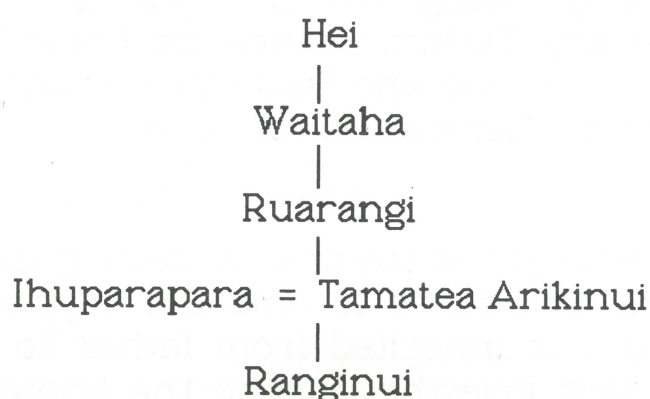 Hei
Waitaha
Ruarangi
Ihuparapara = Tamatea Arikinui
Ranginui